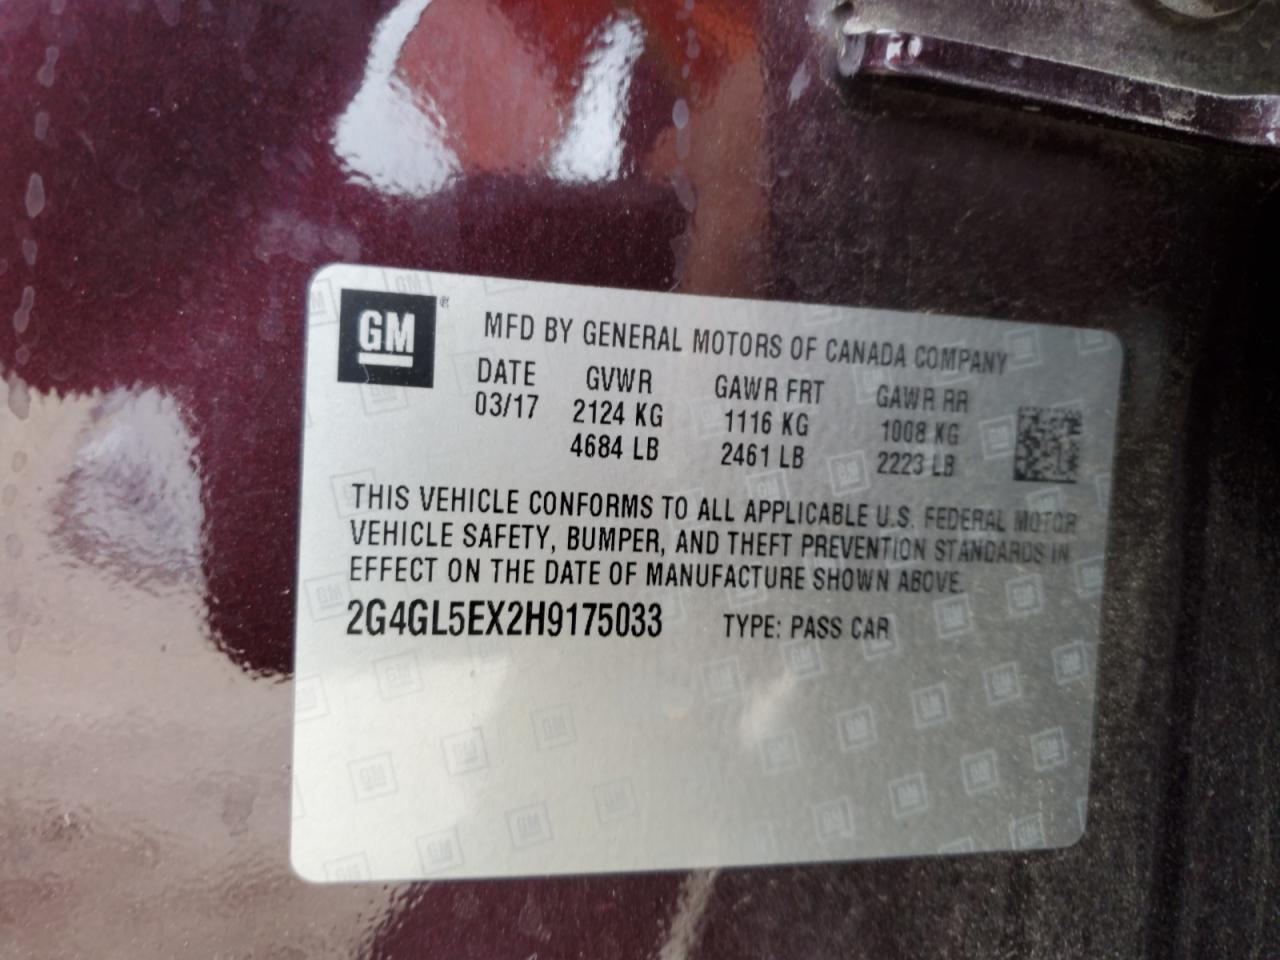 GM
MFD BY GENERAL MOTORS OF CANADA COMPANY
DATE GVWR GAWR FRT GAWR RR
03/17 2124 KG 1116 KG 1008 KG
4684 LB 2461 LB 2223 LB
THIS VEHICLE CONFORMS TO ALL APPLICABLE U.S. FEDERAL MOTOR
VEHICLE SAFETY, BUMPER, AND THEFT PREVENTION STANDARDS IN
EFFECT ON THE DATE OF MANUFACTURE SHOWN ABOVE.
2G4GL5EX2H9175033 TYPE: PASS CAR